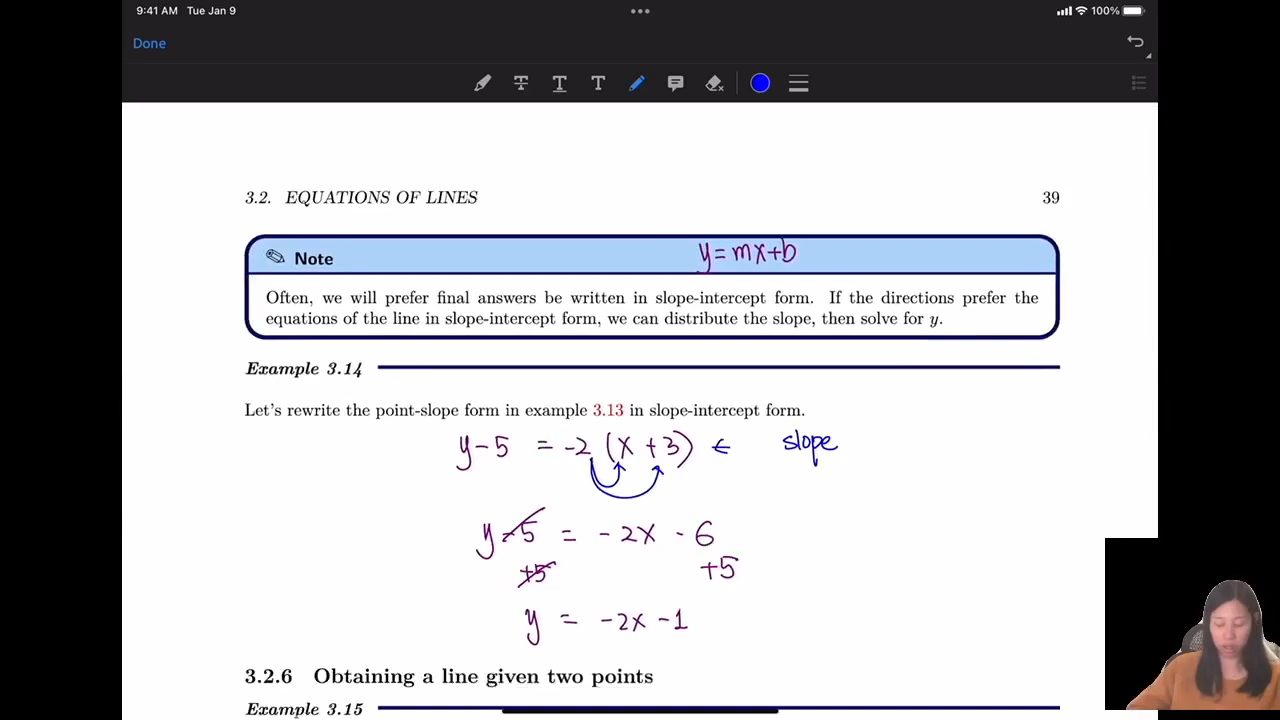 9:41 AM Tue Jan 9
100%
Done
T T T
3.2. EQUATIONS OF LINES 39
Note y=mx+b
Often, we will prefer final answers be written in slope-intercept form. If the directions prefer the
equations of the line in slope-intercept form, we can distribute the slope, then solve for y.
Example 3.14
Let's rewrite the point-slope form in example 3.13 in slope-intercept form.
y-5 = -2 (x +3) ← slope
y-5 = -2x - 6
+5 +5
y = -2x -1
3.2.6 Obtaining a line given two points
Example 3.15